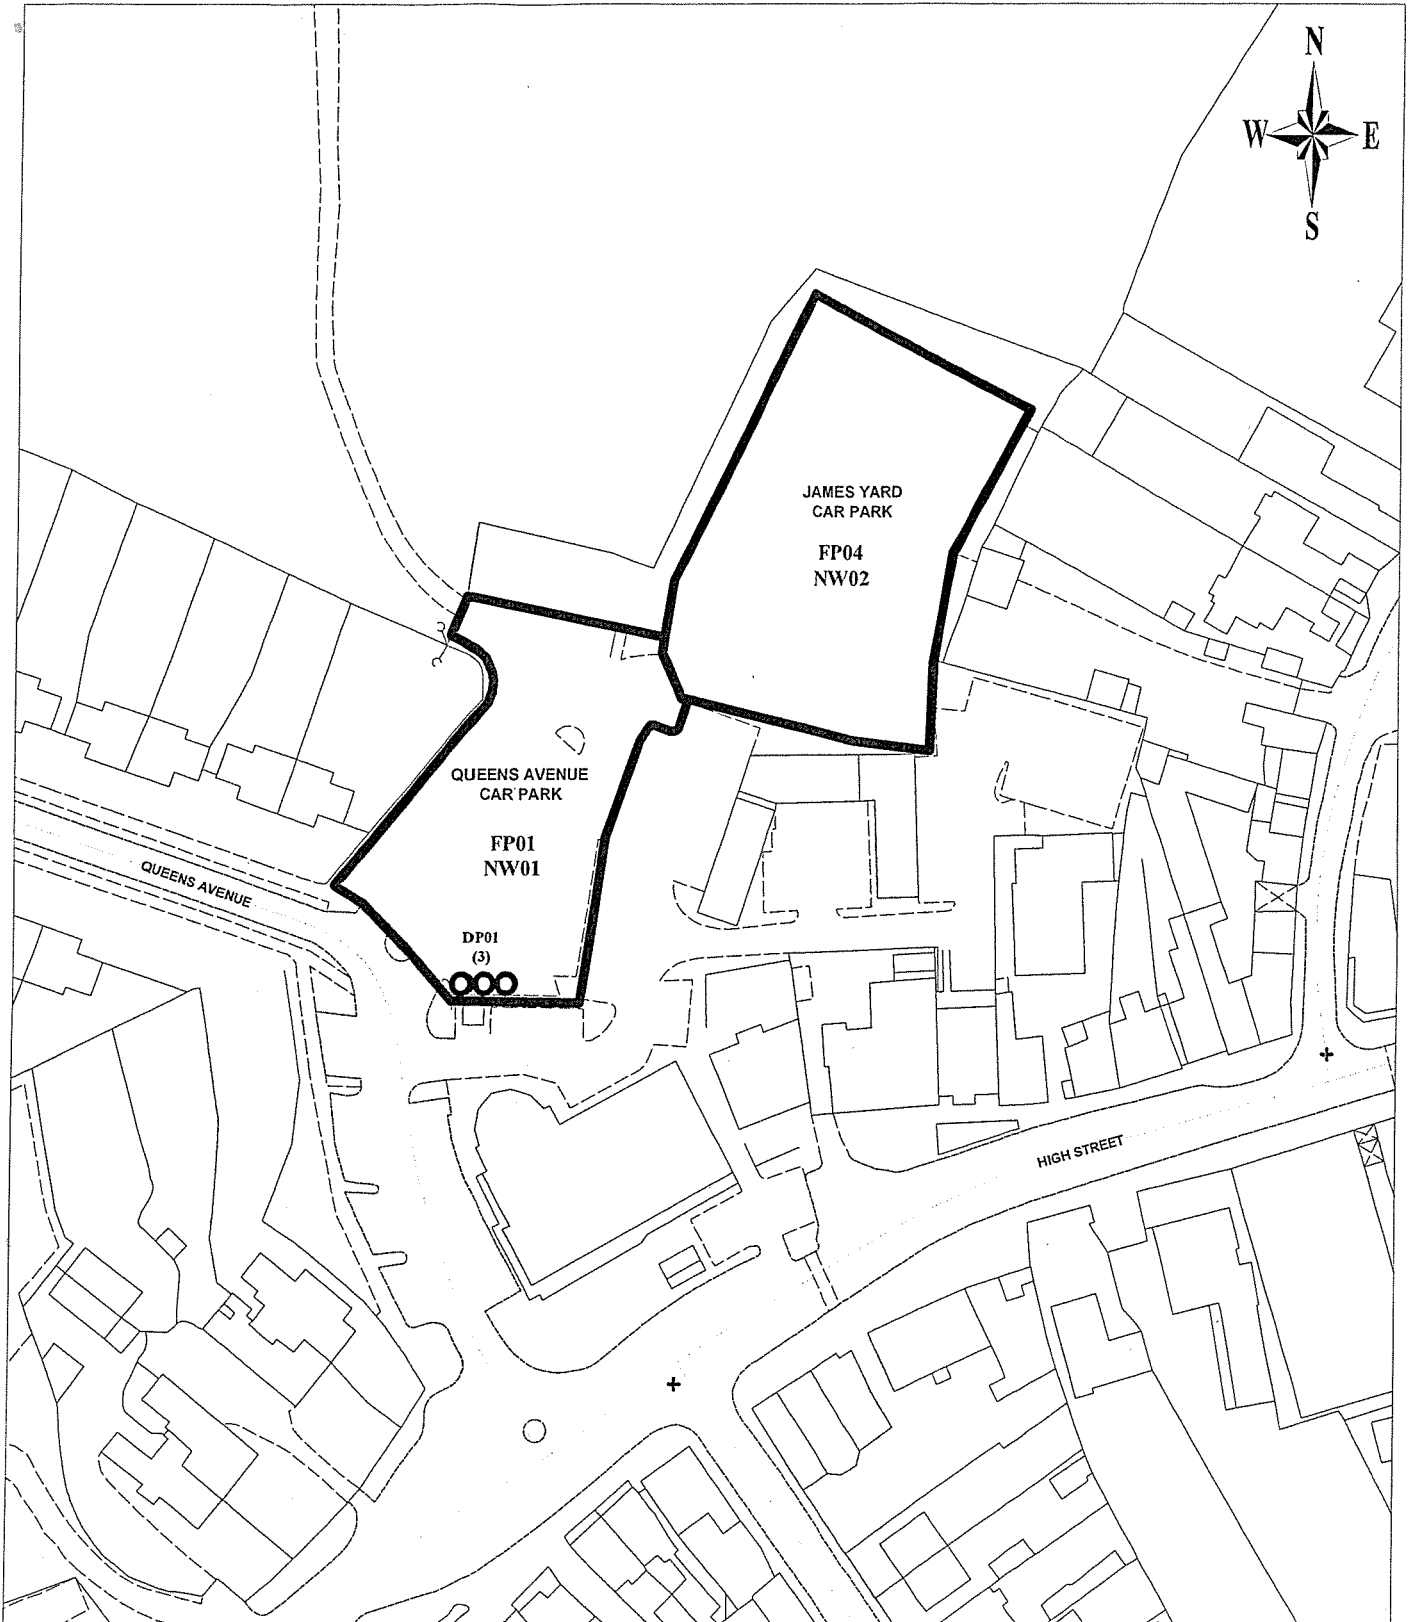 N
W E
S
JAMES YARD
CAR PARK
FP04
NW02
QUEENS AVENUE
CAR PARK
FP01
NW01
QUEENS AVENUE
DP01
(3)
HIGH STREET